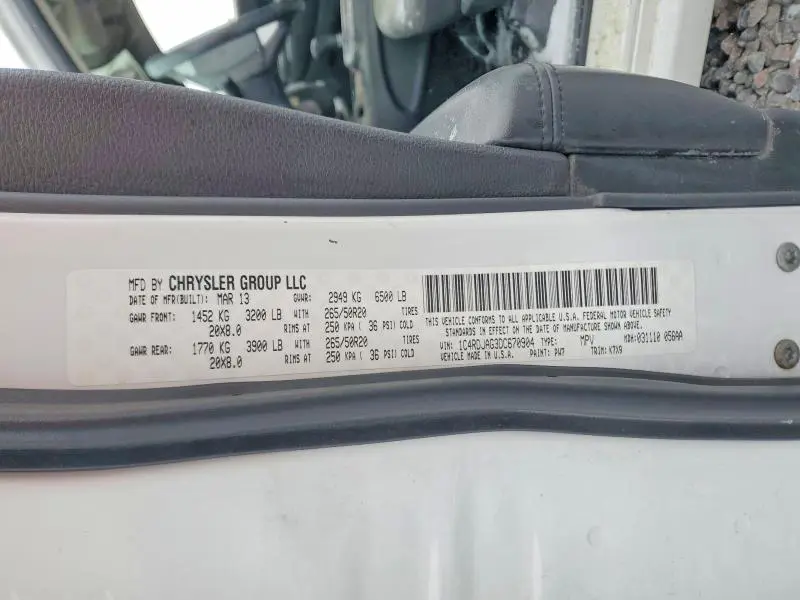 MFD BY CHRYSLER GROUP LLC
DATE OF MFR(BUILT): MAR 13 GVWR: 2949 KG 6500 LB
GAWR FRONT: 1452 KG 3200 LB WITH 265/50R20 TIRES
20X8.0 RIMS AT 250 KPA ( 36 PSI) COLD
GAWR REAR: 1770 KG 3900 LB WITH 265/50R20 TIRES
20X8.0 RIMS AT 250 KPA ( 36 PSI) COLD
THIS VEHICLE CONFORMS TO ALL APPLICABLE U.S.A. FEDERAL MOTOR VEHICLE SAFETY
STANDARDS IN EFFECT ON THE DATE OF MANUFACTURE SHOWN ABOVE.
VIN: 1C4RDJAG3DC670904 TYPE: MPV MDH: 031110 056AA
VEHICLE MADE IN U.S.A. PAINT: PW7 TRIM: K7X9